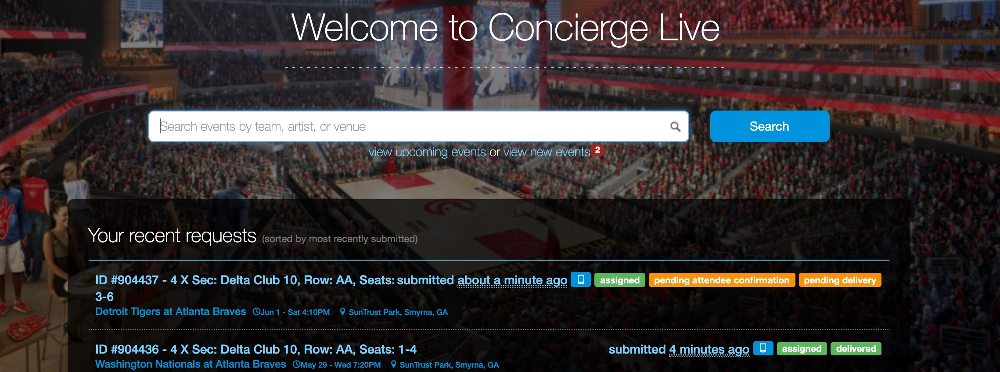 ARENA SPONSOR
Welcome to Concierge Live
Search events by team, artist, or venue
Search
view upcoming events or view new events 2
Your recent requests (sorted by most recently submitted)
ID #904437 - 4 X Sec: Delta Club 10, Row: AA, Seats: submitted about a minute ago assigned pending attendee confirmation pending delivery
3-6
Detroit Tigers at Atlanta Braves Jun 1 - Sat 4:10PM SunTrust Park, Smyrna, GA
ID #904436 - 4 X Sec: Delta Club 10, Row: AA, Seats: 1-4 submitted 4 minutes ago assigned delivered
Washington Nationals at Atlanta Braves May 29 - Wed 7:20PM SunTrust Park, Smyrna, GA